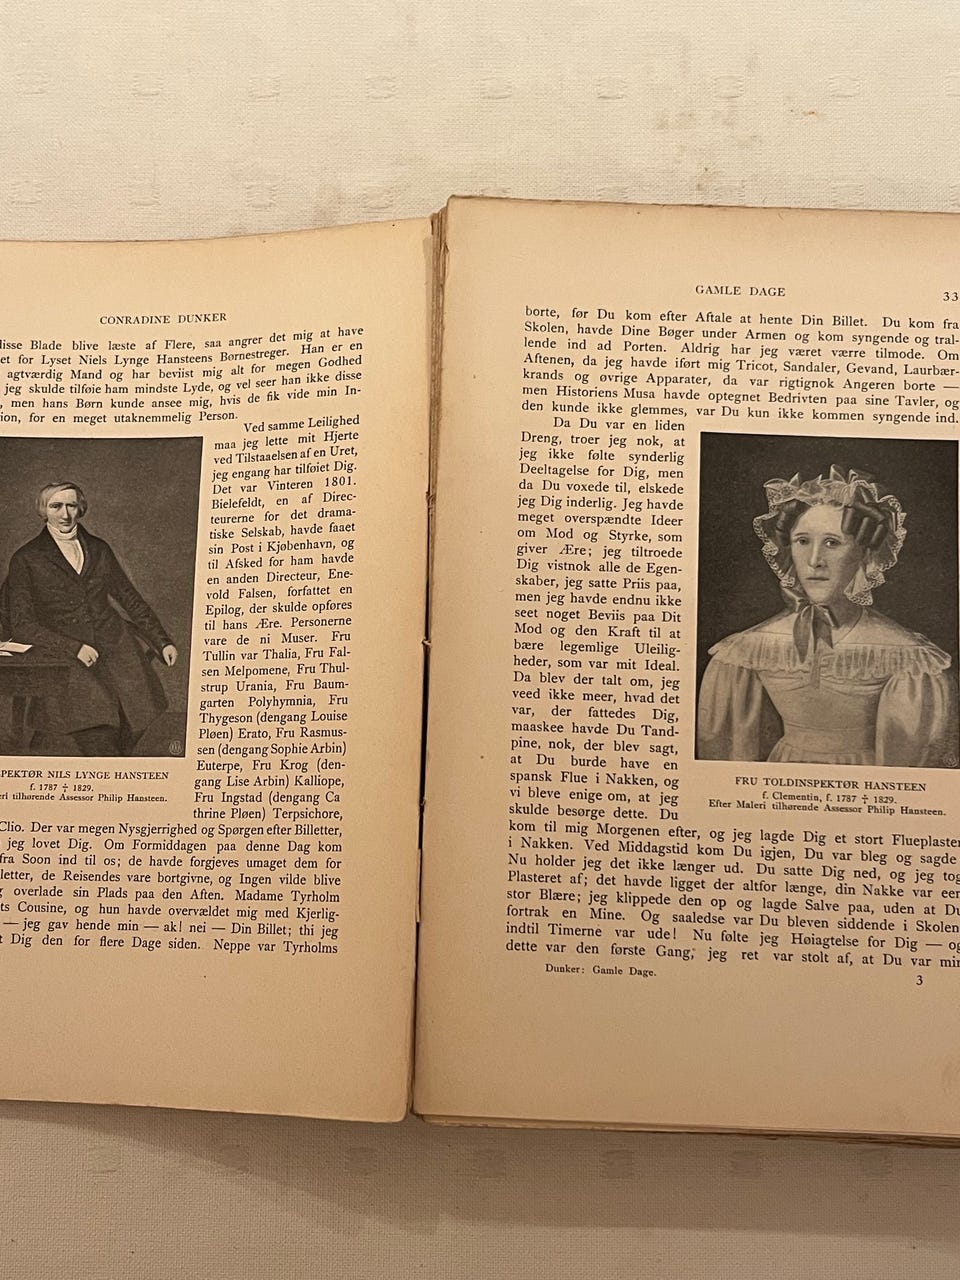 CONRADINE DUNKER
disse Blade blive læste af Flere, saa angrer det mig at have
et for Lyset Niels Lynge Hansteens Børnestreger. Han er en
agtværdig Mand og har beviist mig alt for megen Godhed
jeg skulde tilføie ham mindste Lyde, og vel seer han ikke disse
, men hans Børn kunde ansee mig, hvis de fik vide min In-
tion, for en meget utaknemmelig Person.
Ved samme Leilighed
maa jeg lette mit Hjerte
ved Tilstaaelsen af en Uret,
jeg engang har tilføiet Dig.
Det var Vinteren 1801.
Bielefeldt, en af Direc-
teurerne for det drama-
tiske Selskab, havde faaet
sin Post i Kjøbenhavn, og
til Afsked for ham havde
en anden Directeur, Ene-
vold Falsen, forfattet en
Epilog, der skulde opføres
til hans Ære. Personerne
vare de ni Muser. Fru
Tullin var Thalia, Fru Fal-
sen Melpomene, Fru Thul-
strup Urania, Fru Baum-
garten Polyhymnia, Fru
Thygeson (dengang Louise
Pløen) Erato, Fru Rasmus-
sen (dengang Sophie Arbin)
Euterpe, Fru Krog (den-
gang Lise Arbin) Kalliope,
Fru Ingstad (dengang Ca
thrine Pløen) Terpsichore,
PEKTØR NILS LYNGE HANSTEEN
f. 1787 ‡ 1829.
eri tilhørende Assessor Philip Hansteen.
Clio. Der var megen Nysgjerrighed og Spørgen efter Billetter,
jeg lovet Dig. Om Formiddagen paa denne Dag kom
fra Soon ind til os; de havde forgjeves umaget dem for
lletter, de Reisendes vare bortgivne, og Ingen vilde blive
g overlade sin Plads paa den Aften. Madame Tyrholm
ts Cousine, og hun havde overvældet mig med Kjerlig-
— jeg gav hende min — ak! nei — Din Billet; thi jeg
t Dig den for flere Dage siden. Neppe var Tyrholms
GAMLE DAGE
33
borte, før Du kom efter Aftale at hente Din Billet. Du kom fra
Skolen, havde Dine Bøger under Armen og kom syngende og tral-
lende ind ad Porten. Aldrig har jeg været værre tilmode. Om
Aftenen, da jeg havde iført mig Tricot, Sandaler, Gevand, Laurbær-
krands og øvrige Apparater, da var rigtignok Angeren borte —
men Historiens Musa havde optegnet Bedrivten paa sine Tavler, og
den kunde ikke glemmes, var Du kun ikke kommen syngende ind.
Da Du var en liden
Dreng, troer jeg nok, at
jeg ikke følte synderlig
Deeltagelse for Dig, men
da Du voxede til, elskede
jeg Dig inderlig. Jeg havde
meget overspændte Ideer
om Mod og Styrke, som
giver Ære; jeg tiltroede
Dig vistnok alle de Egen-
skaber, jeg satte Priis paa,
men jeg havde endnu ikke
seet noget Beviis paa Dit
Mod og den Kraft til at
bære legemlige Uleilig-
heder, som var mit Ideal.
Da blev der talt om, jeg
veed ikke meer, hvad det
var, der fattedes Dig,
maaskee havde Du Tand-
pine, nok, der blev sagt,
at Du burde have en
spansk Flue i Nakken, og
vi bleve enige om, at jeg
skulde besørge dette. Du
FRU TOLDINSPEKTØR HANSTEEN
f. Clementin, f. 1787 ‡ 1829.
Efter Maleri tilhørende Assessor Philip Hansteen.
kom til mig Morgenen efter, og jeg lagde Dig et stort Flueplaster
i Nakken. Ved Middagstid kom Du igjen, Du var bleg og sagde
Nu holder jeg det ikke længer ud. Du satte Dig ned, og jeg tog
Plasteret af; det havde ligget der altfor længe, din Nakke var een
stor Blære; jeg klippede den op og lagde Salve paa, uden at Du
fortrak en Mine. Og saaledse var Du bleven siddende i Skolen
indtil Timerne var ude! Nu følte jeg Høiagtelse for Dig — og
dette var den første Gang, jeg ret var stolt af, at Du var min
Dunker: Gamle Dage.
3